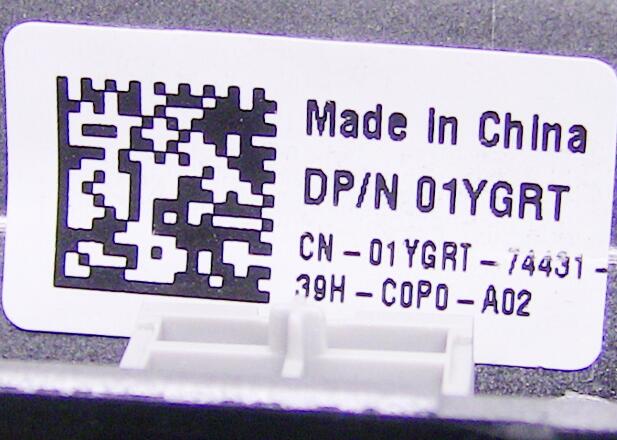 Made in China
DP/N 01YGRT
CN-01YGRT-74431-
39H-C0P0-A02